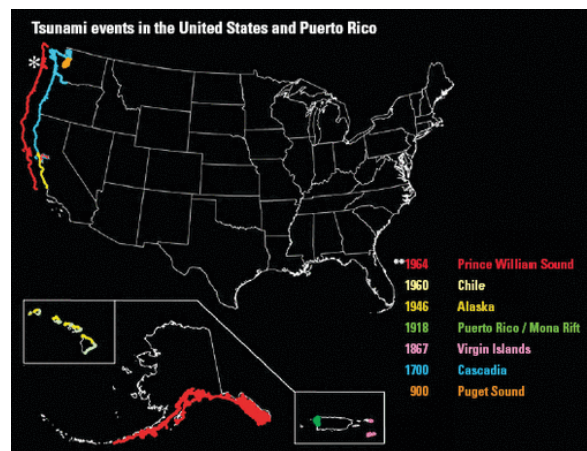 Tsunami events in the United States and Puerto Rico
*
**1964 Prince William Sound
1960 Chile
1946 Alaska
1918 Puerto Rico / Mona Rift
1867 Virgin Islands
1700 Cascadia
900 Puget Sound